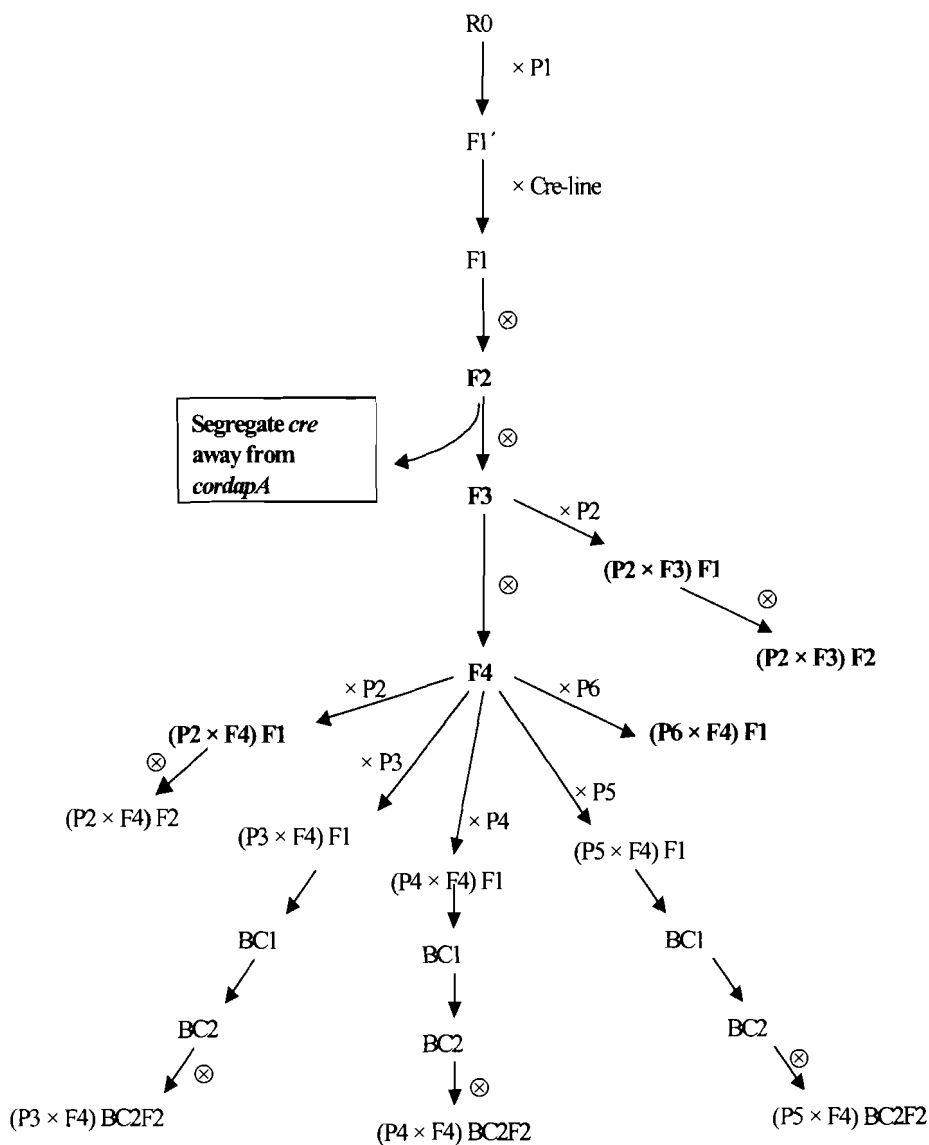 R0
× P1
F1′
× Cre-line
F1
⊗
F2
Segregate cre
away from
cordapA
⊗
F3
× P2
(P2 × F3) F1
⊗
⊗
(P2 × F3) F2
F4
× P2
× P6
(P2 × F4) F1
(P6 × F4) F1
⊗
× P3
× P5
(P2 × F4) F2
× P4
(P3 × F4) F1
(P5 × F4) F1
(P4 × F4) F1
BC1
BC1
BC1
BC2
BC2
BC2
⊗
⊗
⊗
(P3 × F4) BC2F2
(P4 × F4) BC2F2
(P5 × F4) BC2F2